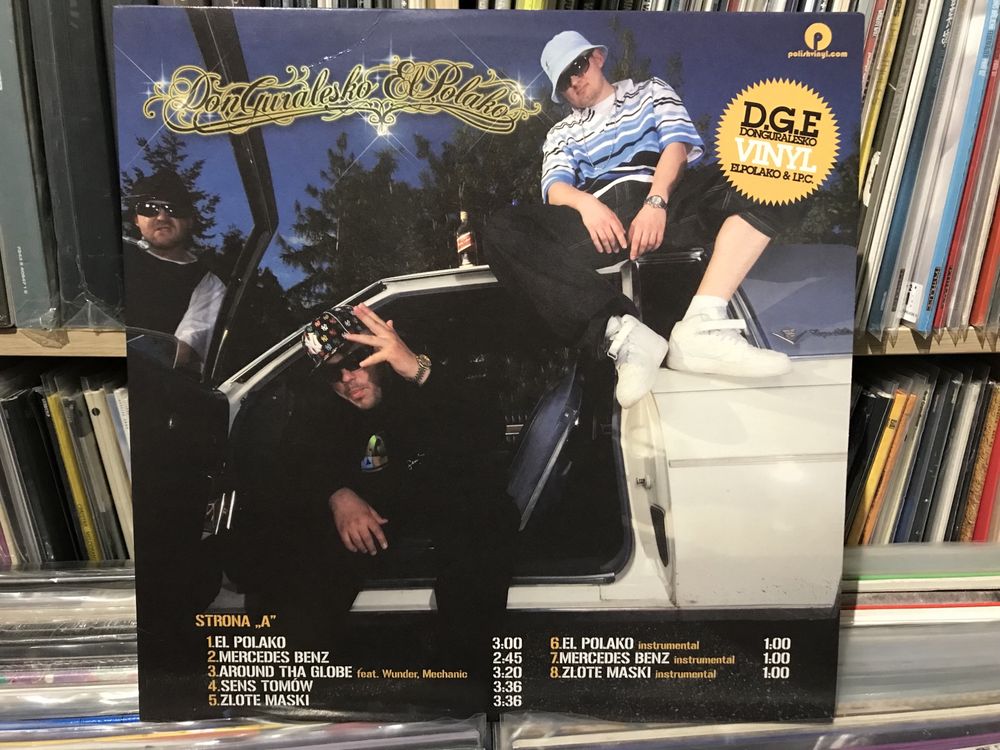 DonGuralesko El Polako
polishvinyl.com
D.G.E
DONGURALESKO
VINYL
ELPOLAKO & I.P.C.
STRONA „A”
1.EL POLAKO 3:00
2.MERCEDES BENZ 2:45
3.AROUND THA GLOBE feat. Wunder, Mechanic 3:20
4.SENS TOMÓW 3:36
5.ZLOTE MASKI 3:36
6.EL POLAKO instrumental 1:00
7.MERCEDES BENZ instrumental 1:00
8.ZLOTE MASKI instrumental 1:00